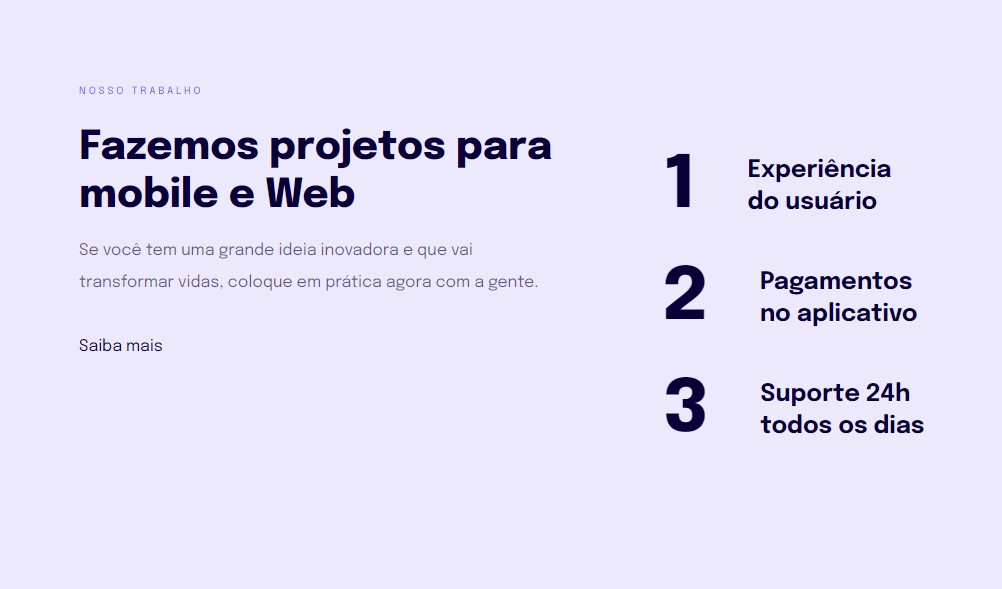 NOSSO TRABALHO
Fazemos projetos para
mobile e Web
Se você tem uma grande ideia inovadora e que vai
transformar vidas, coloque em prática agora com a gente.
Saiba mais
1
Experiência
do usuário
2
Pagamentos
no aplicativo
3
Suporte 24h
todos os dias